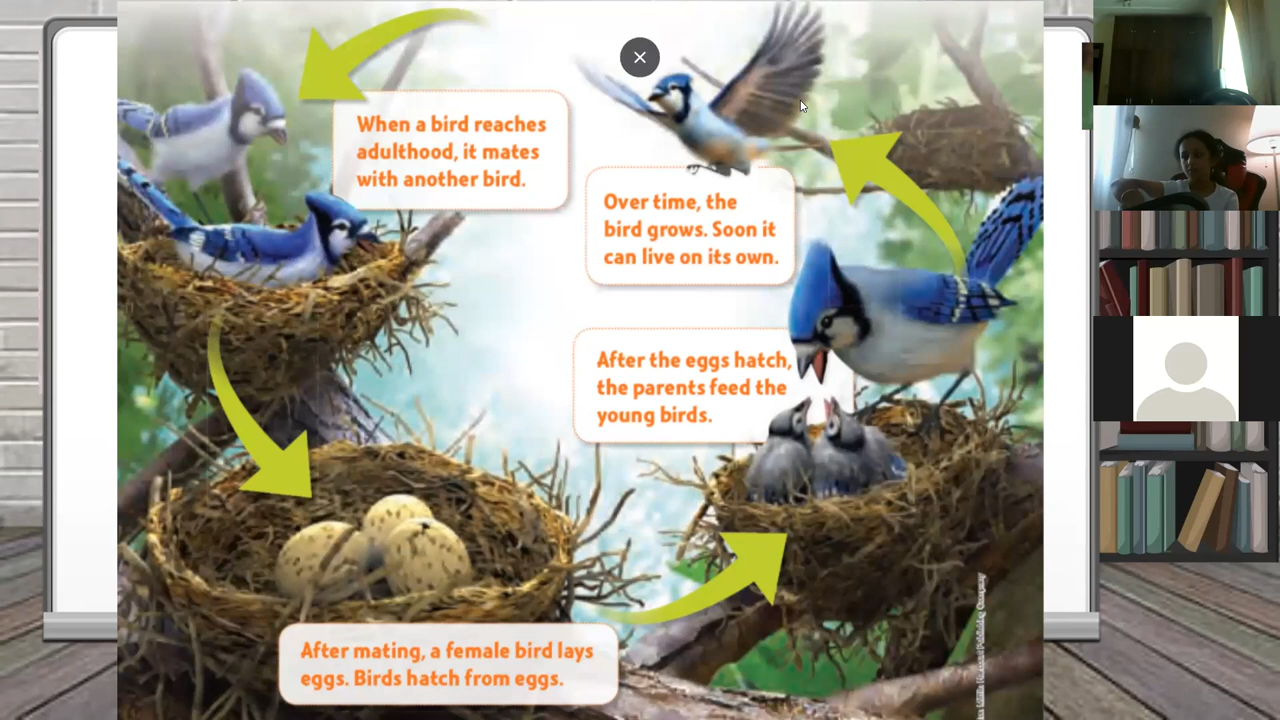 When a bird reaches
adulthood, it mates
with another bird.
Over time, the
bird grows. Soon it
can live on its own.
After the eggs hatch,
the parents feed the
young birds.
After mating, a female bird lays
eggs. Birds hatch from eggs.